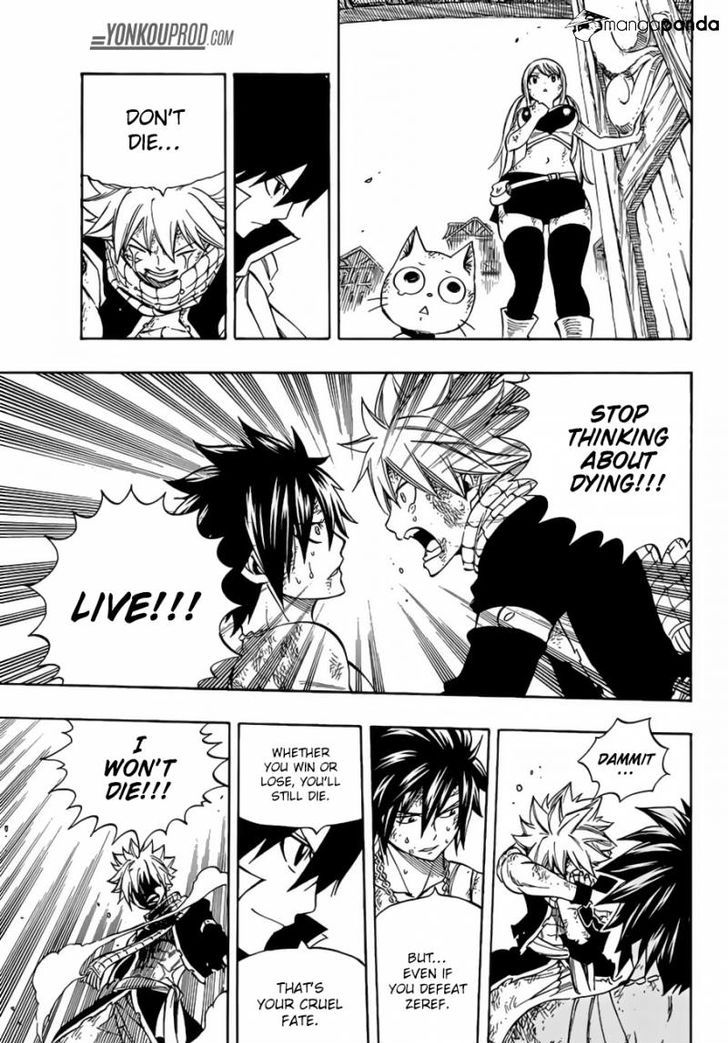 =YONKOUPROD.COM
mangapanda
DON'T
DIE...
STOP
THINKING
ABOUT
DYING!!!
LIVE!!!
DAMMIT
...
BUT...
EVEN IF
YOU DEFEAT
ZEREF.
WHETHER
YOU WIN OR
LOSE, YOU'LL
STILL DIE.
THAT'S
YOUR CRUEL
FATE.
I
WON'T
DIE!!!